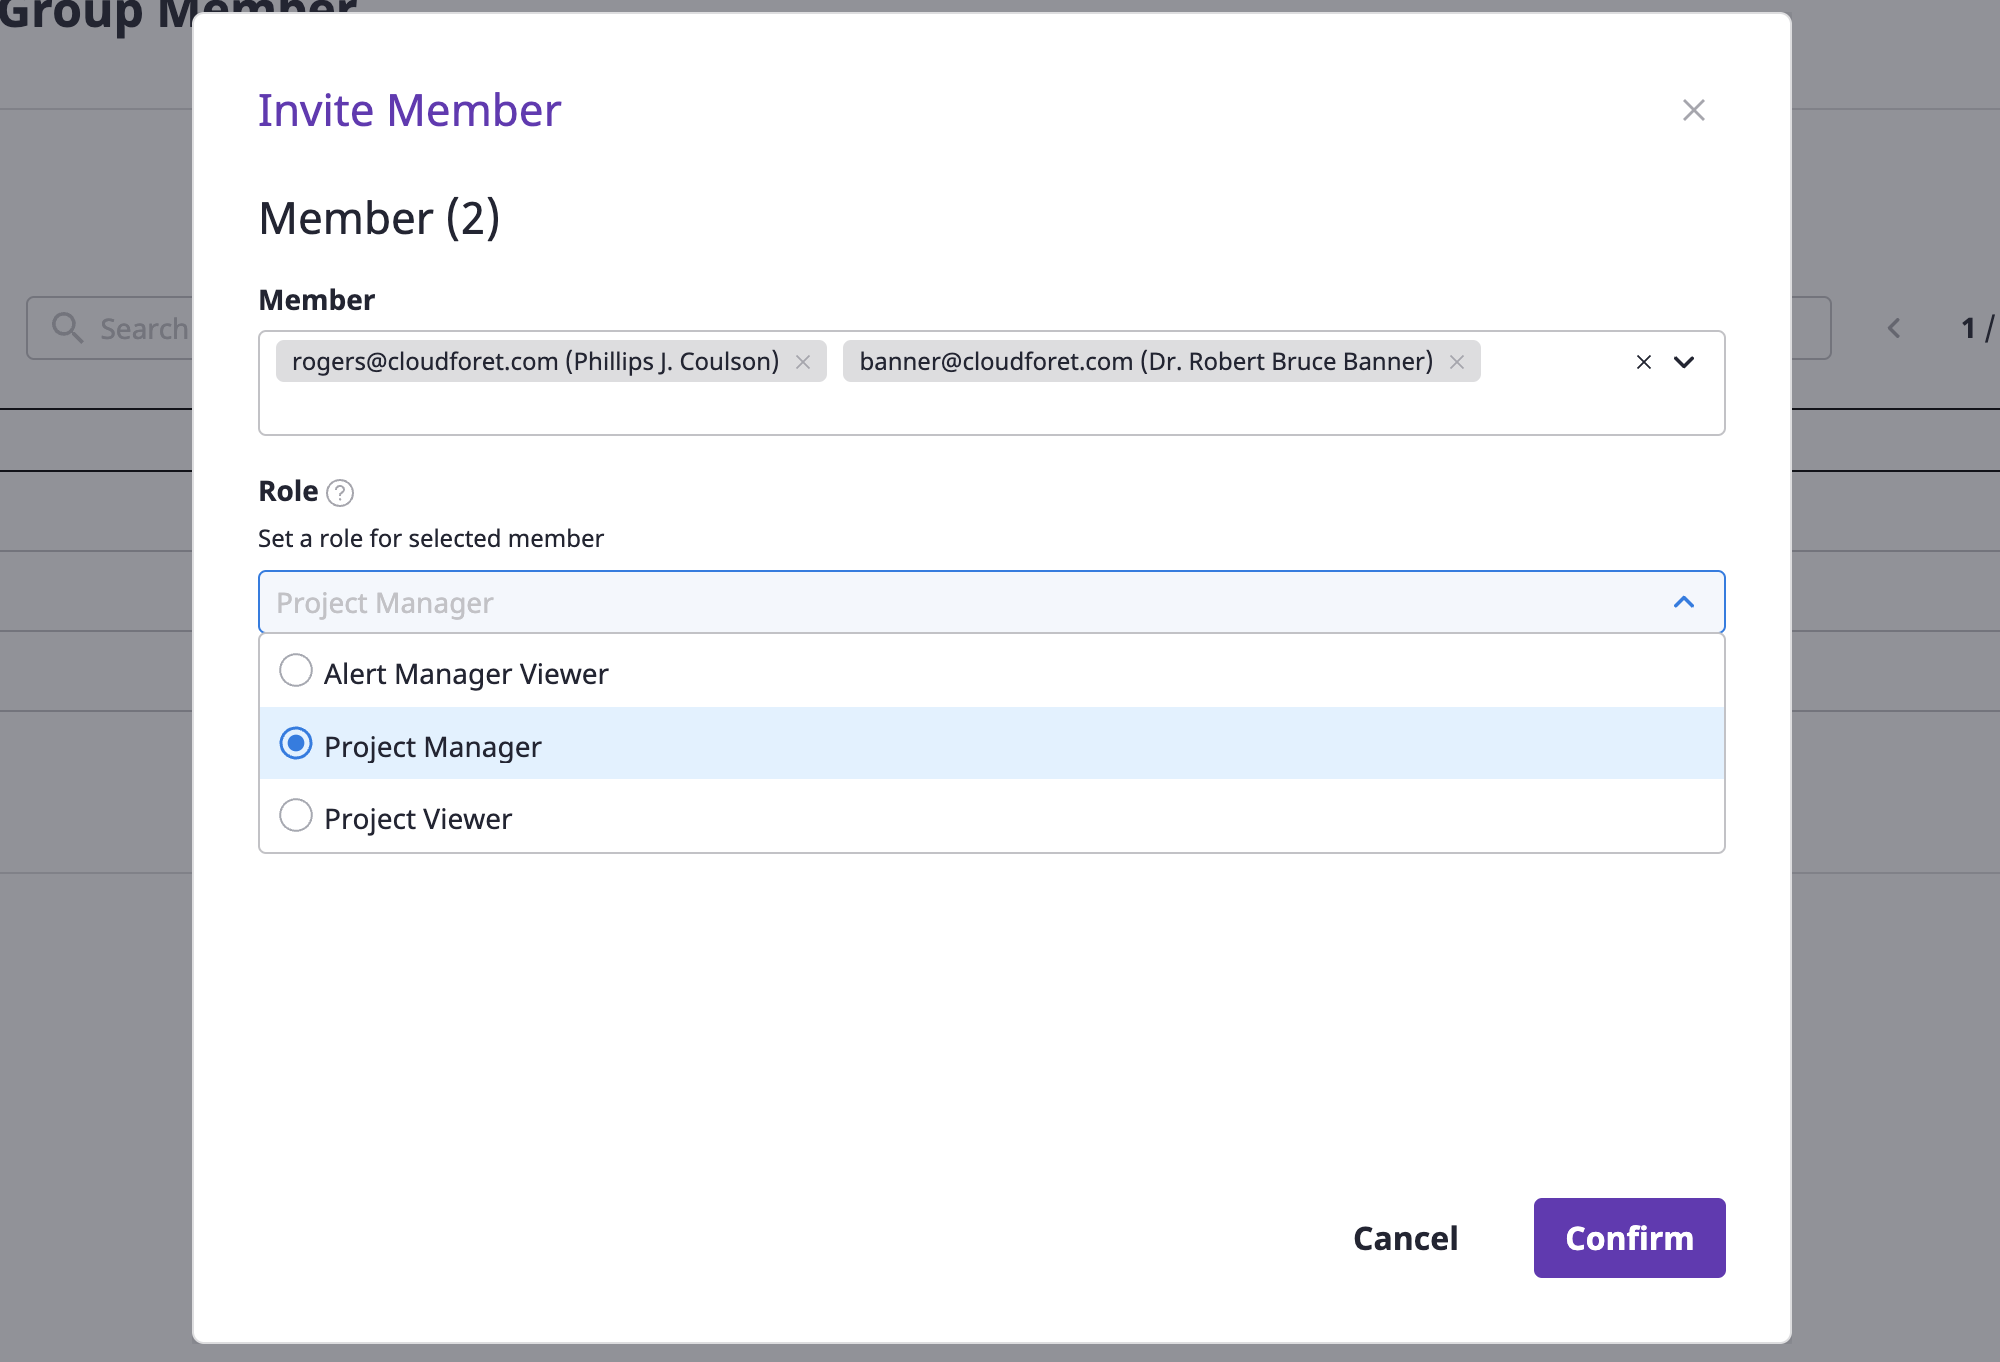 Group Member
Invite Member
Member (2)
Member
Search
rogers@cloudforet.com (Phillips J. Coulson) banner@cloudforet.com (Dr. Robert Bruce Banner)
1 /
Role ?
Set a role for selected member
Project Manager
Alert Manager Viewer
Project Manager
Project Viewer
Cancel Confirm